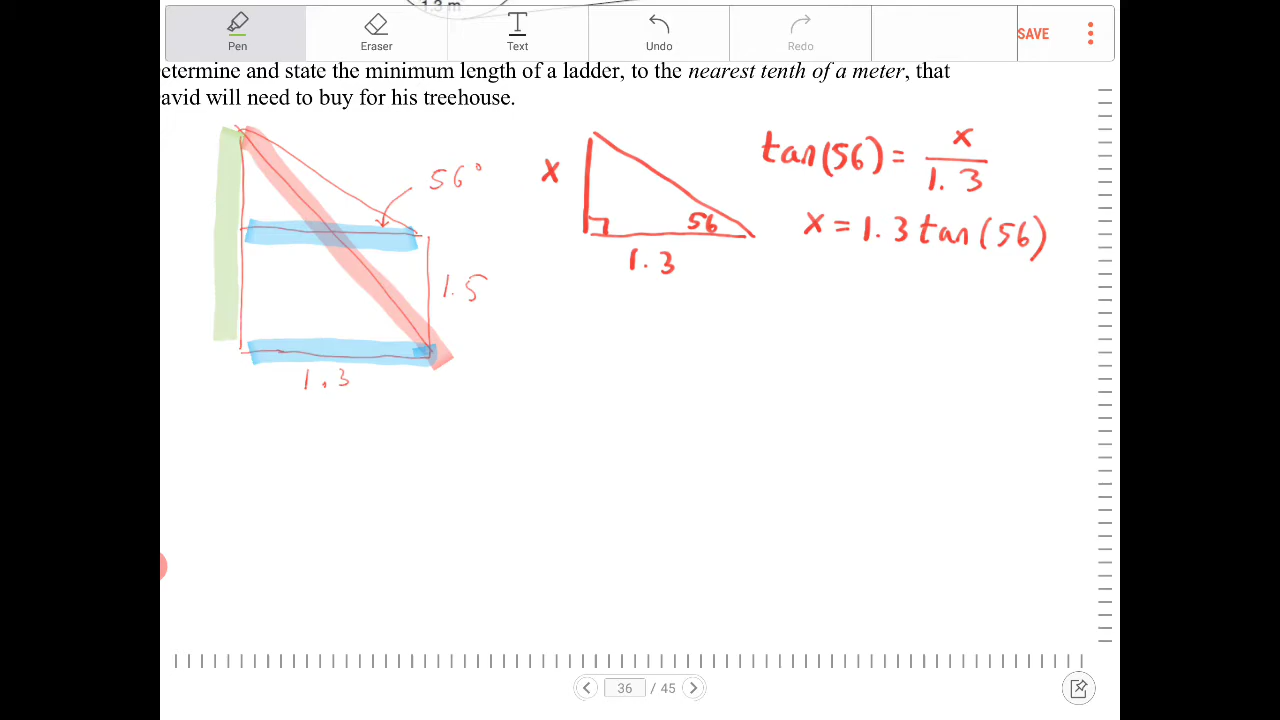 1.3 m
Pen
Eraser
Text
Undo
Redo
SAVE
etermine and state the minimum length of a ladder, to the nearest tenth of a meter, that
avid will need to buy for his treehouse.
56°
1.5
1.3
x
56
1.3
tan(56) = x / 1.3
x = 1.3 tan(56)
36 / 45